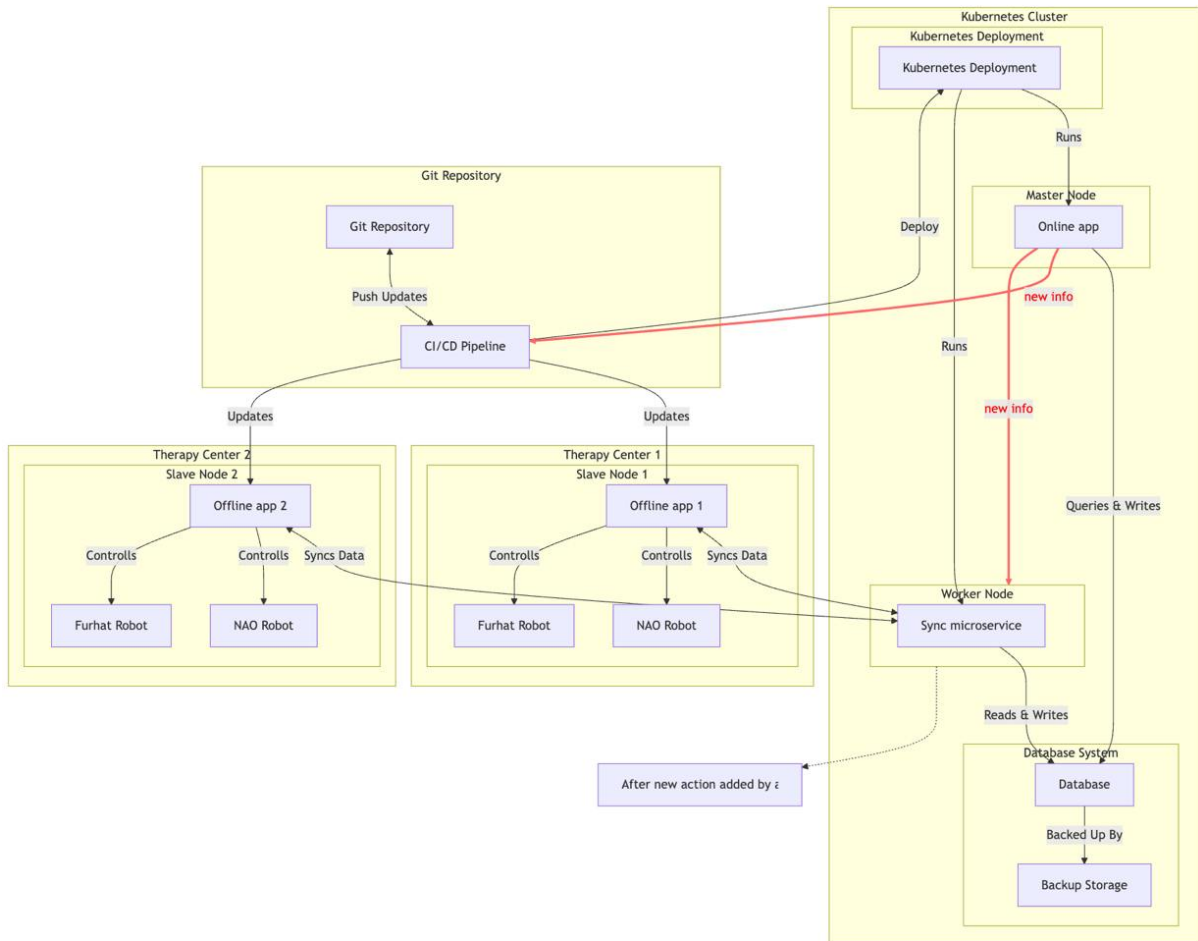 Kubernetes Cluster
Kubernetes Deployment
Kubernetes Deployment
Runs
Git Repository
Master Node
Git Repository
Deploy
Online app
Push Updates
new info
CI/CD Pipeline
Runs
Updates
Updates
new info
Therapy Center 2
Therapy Center 1
Slave Node 2
Slave Node 1
Offline app 2
Offline app 1
Queries & Writes
Controlls
Controlls
Syncs Data
Controlls
Controlls
Syncs Data
Worker Node
Furhat Robot
NAO Robot
Furhat Robot
NAO Robot
Sync microservice
Reads & Writes
Database System
After new action added by
Database
Backed Up By
Backup Storage